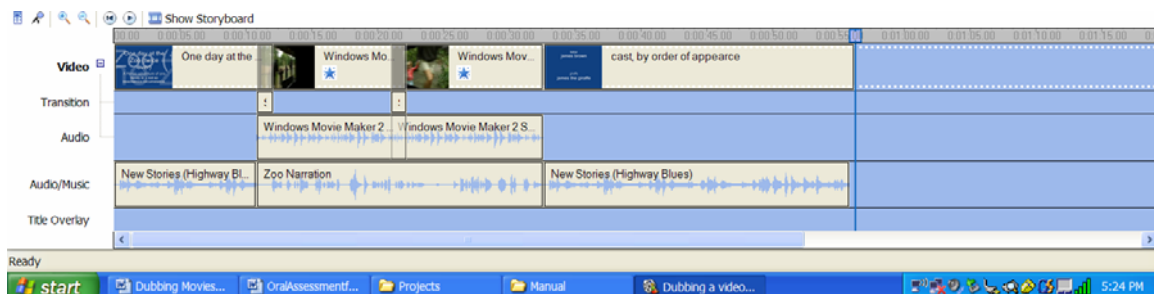 Show Storyboard
0:00:05.00 0:00:10.00 0:00:15.00 0:00:20.00 0:00:25.00 0:00:30.00 0:00:35.00 0:00:40.00 0:00:45.00 0:00:50.00 0:00:55 0:01:00.00 0:01:05.00 0:01:10.00 0:01:15.00
Video
One day at the
Windows Mo...
Windows Mov...
cast, by order of appearce
Transition
Audio
Windows Movie Maker 2
Windows Movie Maker 2 S...
Audio/Music
New Stories (Highway Bl...
Zoo Narration
New Stories (Highway Blues)
Title Overlay
Ready
start
Dubbing Movies...
OralAssessmentf...
Projects
Manual
Dubbing a video...
5:24 PM